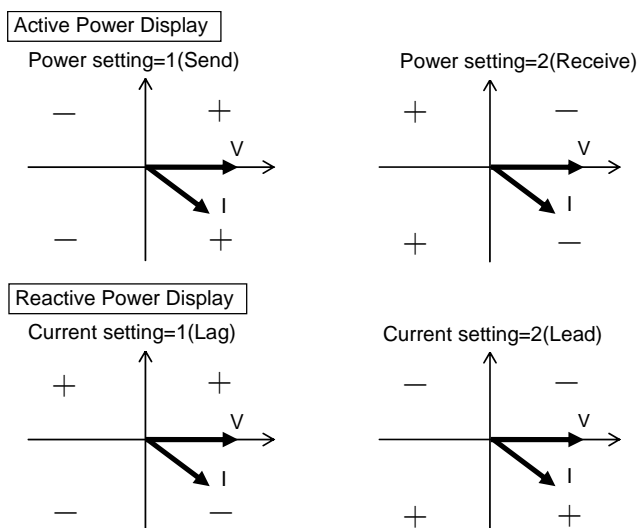 Active Power Display
Power setting=1(Send)
Power setting=2(Receive)
— +
V
I
— +
+ —
V
I
+ —
Reactive Power Display
Current setting=1(Lag)
Current setting=2(Lead)
+ +
V
I
— —
— —
V
I
+ +